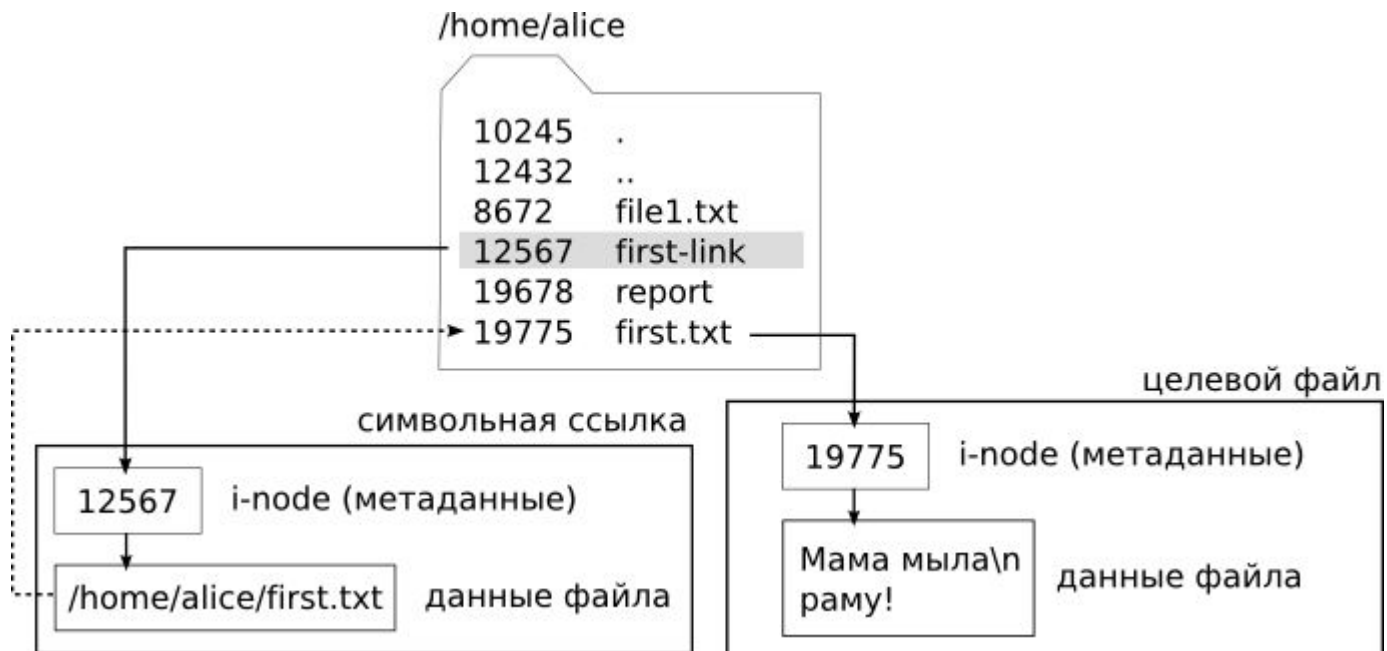 /home/alice
10245 .
12432 ..
8672 file1.txt
12567 first-link
19678 report
19775 first.txt
целевой файл
символьная ссылка
19775 i-node (метаданные)
12567 i-node (метаданные)
Мама мыла\n
раму!
данные файла
/home/alice/first.txt данные файла